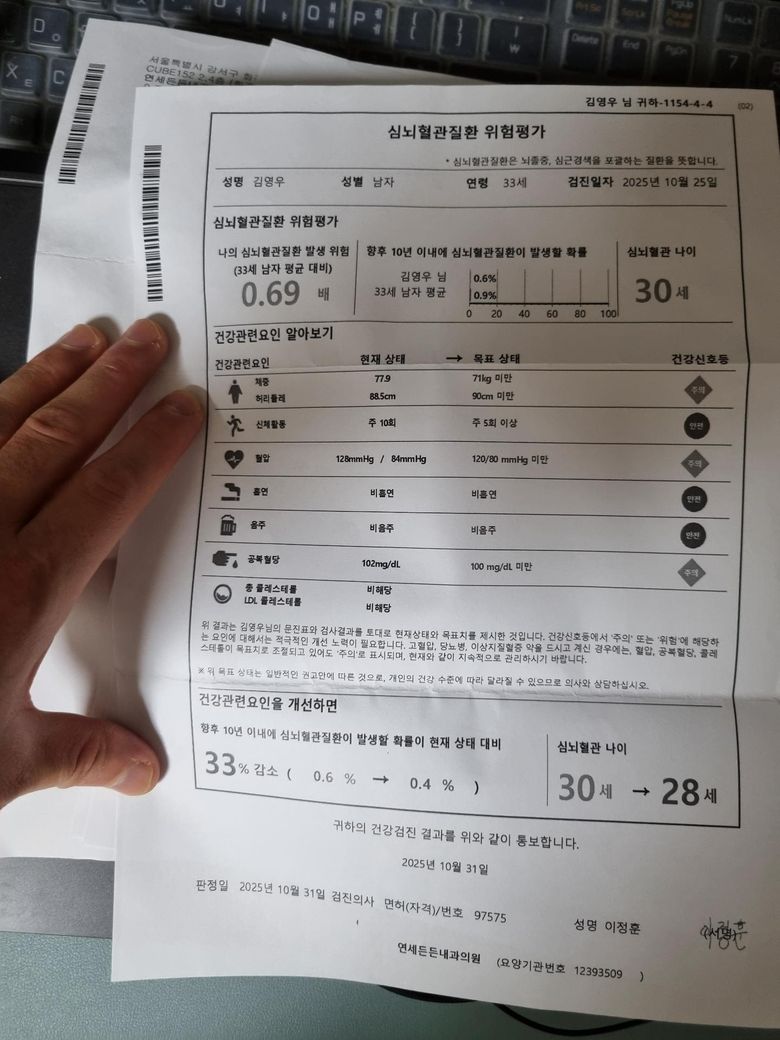 서울특별시 강서구
CUBE152 2-4층
김영우 님 귀하-1154-4-4 (02)
심뇌혈관질환 위험평가
* 심뇌혈관질환은 뇌졸중, 심근경색을 포괄하는 질환을 뜻합니다.
성명 김영우 성별 남자 연령 33세 검진일자 2025년 10월 25일
심뇌혈관질환 위험평가
나의 심뇌혈관질환 발생 위험
(33세 남자 평균 대비)
0.69 배
향후 10년 이내에 심뇌혈관질환이 발생할 확률
김영우 님 0.6%
33세 남자 평균 0.9%
0 20 40 60 80 100
심뇌혈관 나이
30 세
건강관련요인 알아보기
건강관련요인 현재 상태 → 목표 상태 건강신호등
체중 77.9 71kg 미만 주의
허리둘레 88.5cm 90cm 미만
신체활동 주 10회 주 5회 이상 안전
혈압 128mmHg / 84mmHg 120/80 mmHg 미만 주의
흡연 비흡연 비흡연 안전
음주 비음주 비음주 안전
공복혈당 102mg/dL 100 mg/dL 미만 주의
총 콜레스테롤 비해당
LDL 콜레스테롤 비해당
위 결과는 김영우님의 문진표와 검사결과를 토대로 현재상태와 목표치를 제시한 것입니다. 건강신호등에서 '주의' 또는 '위험'에 해당하
는 요인에 대해서는 적극적인 개선 노력이 필요합니다. 고혈압, 당뇨병, 이상지질혈증 약을 드시고 계신 경우에는, 혈압, 공복혈당, 콜레
스테롤이 목표치로 조절되고 있어도 '주의'로 표시되며, 현재와 같이 지속적으로 관리하시기 바랍니다.
※ 위 목표 상태는 일반적인 권고안에 따른 것으로, 개인의 건강 수준에 따라 달라질 수 있으므로 의사와 상담하십시오.
건강관련요인을 개선하면
향후 10년 이내에 심뇌혈관질환이 발생할 확률이 현재 상태 대비
33% 감소 ( 0.6 % → 0.4 % )
심뇌혈관 나이
30 세 → 28 세
귀하의 건강검진 결과를 위와 같이 통보합니다.
2025년 10월 31일
판정일 2025년 10월 31일 검진의사 면허(자격)/번호 97575 성명 이정훈 (서명)
연세든든내과의원 (요양기관번호 12393509 )